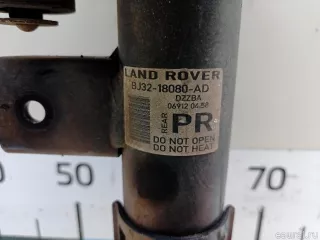 LAND ROVER
8J32-18080-AD
DZZBA
06912 04:58
REAR
PR
DO NOT OPEN
DO NOT HEAT
50
60
70